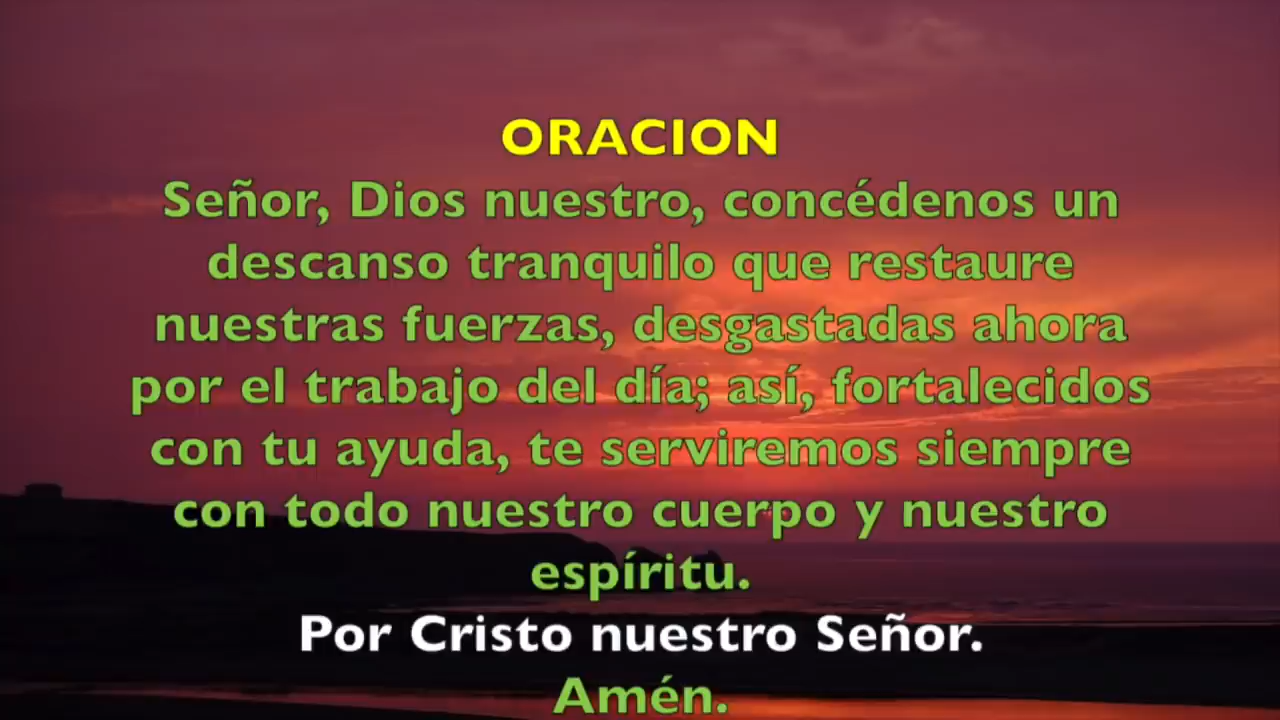 ORACION
Señor, Dios nuestro, concédenos un
descanso tranquilo que restaure
nuestras fuerzas, desgastadas ahora
por el trabajo del día; así, fortalecidos
con tu ayuda, te serviremos siempre
con todo nuestro cuerpo y nuestro
espíritu.
Por Cristo nuestro Señor.
Amén.